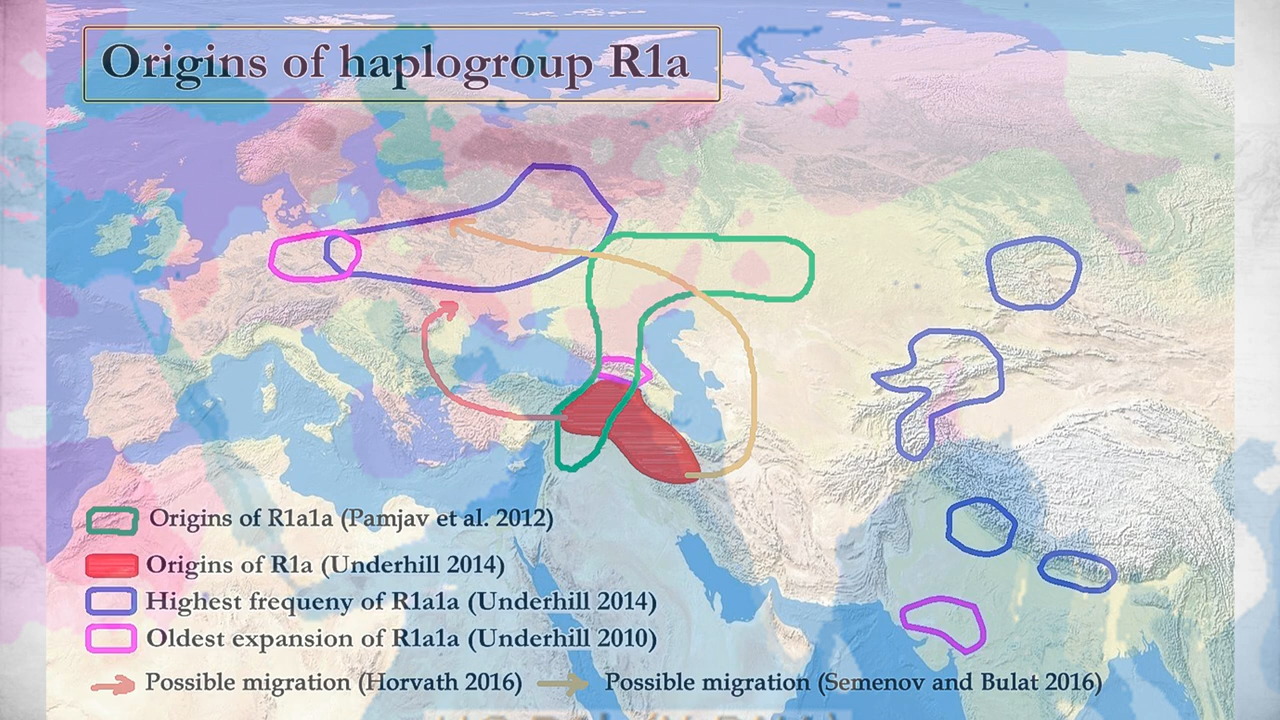 Origins of haplogroup R1a
Origins of R1a1a (Pamjav et al. 2012)
Origins of R1a (Underhill 2014)
Highest frequeny of R1a1a (Underhill 2014)
Oldest expansion of R1a1a (Underhill 2010)
Possible migration (Horvath 2016) Possible migration (Semenov and Bulat 2016)